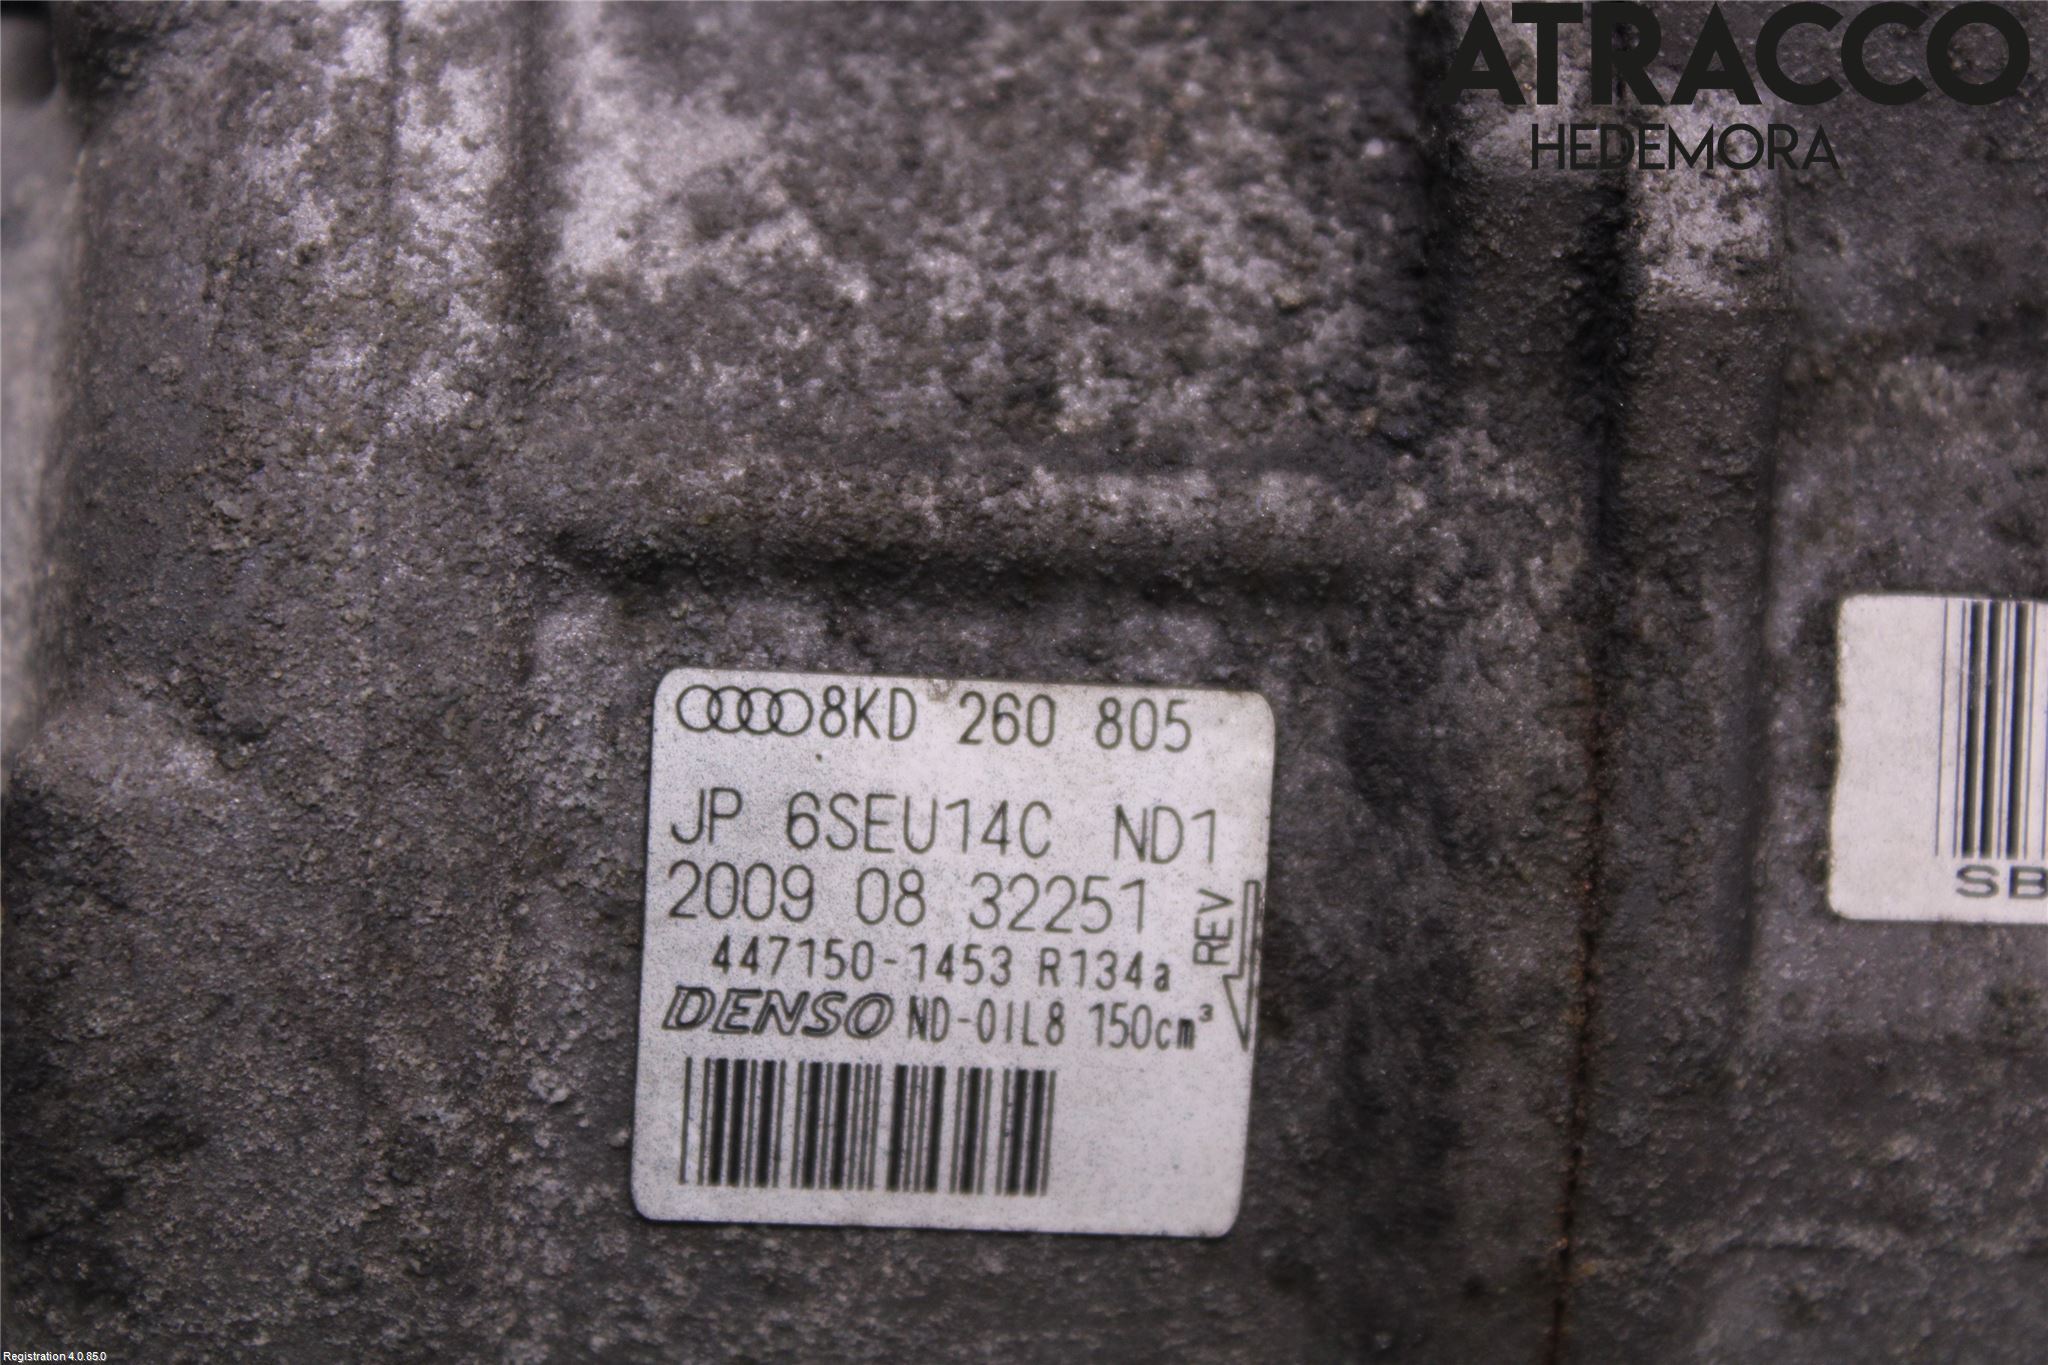 ATRACCO
HEDEMORA
8KD 260 805
JP 6SEU14C ND1
2009 08 32251
REV
447150-1453 R134a
DENSO ND-OIL8 150cm³
SB
Registration 4.0.85.0